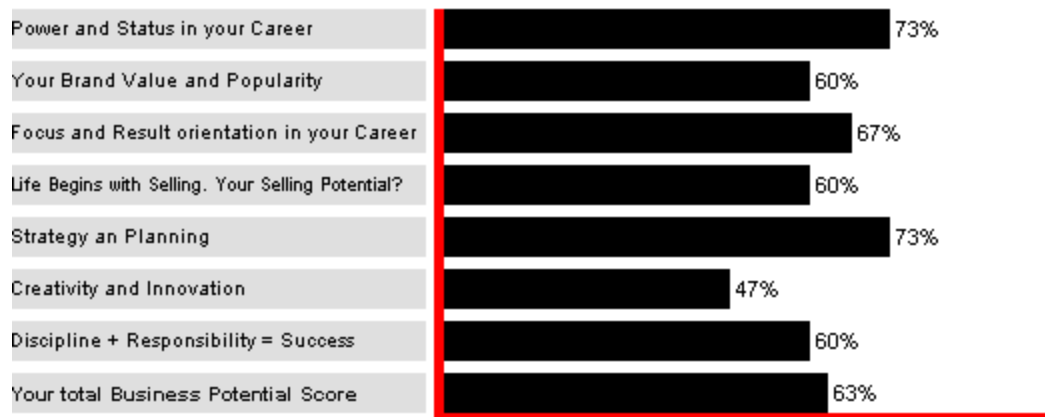 Power and Status in your Career 73%
Your Brand Value and Popularity 60%
Focus and Result orientation in your Career 67%
Life Begins with Selling. Your Selling Potential? 60%
Strategy an Planning 73%
Creativity and Innovation 47%
Discipline + Responsibility = Success 60%
Your total Business Potential Score 63%